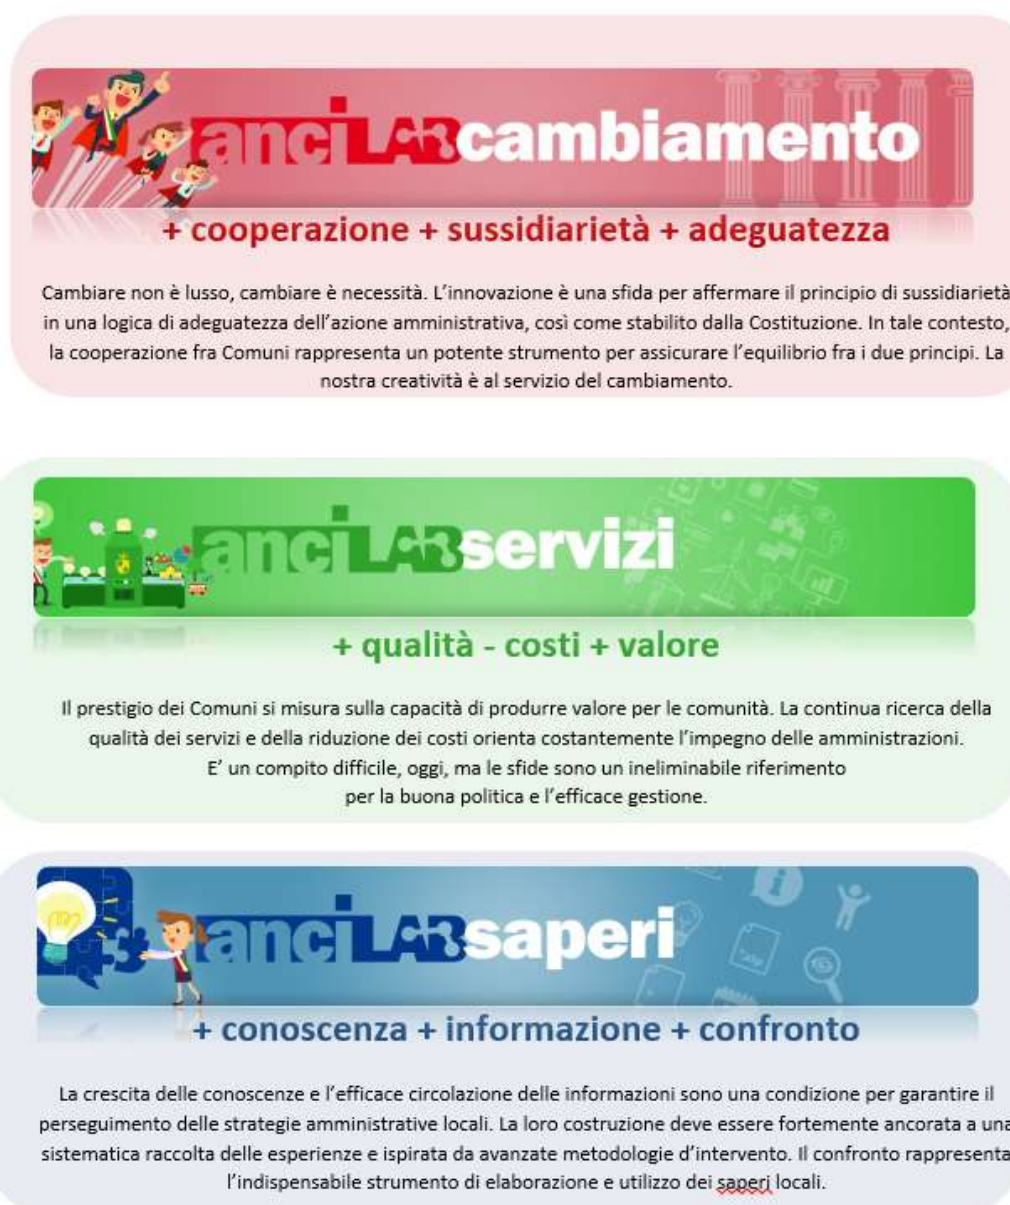 anciLABcambiamento
+ cooperazione + sussidiarietà + adeguatezza
Cambiare non è lusso, cambiare è necessità. L'innovazione è una sfida per affermare il principio di sussidiarietà
in una logica di adeguatezza dell'azione amministrativa, così come stabilito dalla Costituzione. In tale contesto,
la cooperazione fra Comuni rappresenta un potente strumento per assicurare l'equilibrio fra i due principi. La
nostra creatività è al servizio del cambiamento.
anciLABservizi
+ qualità - costi + valore
Il prestigio dei Comuni si misura sulla capacità di produrre valore per le comunità. La continua ricerca della
qualità dei servizi e della riduzione dei costi orienta costantemente l'impegno delle amministrazioni.
E' un compito difficile, oggi, ma le sfide sono un ineliminabile riferimento
per la buona politica e l'efficace gestione.
anciLABsaperi
+ conoscenza + informazione + confronto
La crescita delle conoscenze e l'efficace circolazione delle informazioni sono una condizione per garantire il
perseguimento delle strategie amministrative locali. La loro costruzione deve essere fortemente ancorata a una
sistematica raccolta delle esperienze e ispirata da avanzate metodologie d'intervento. Il confronto rappresenta
l'indispensabile strumento di elaborazione e utilizzo dei saperi locali.